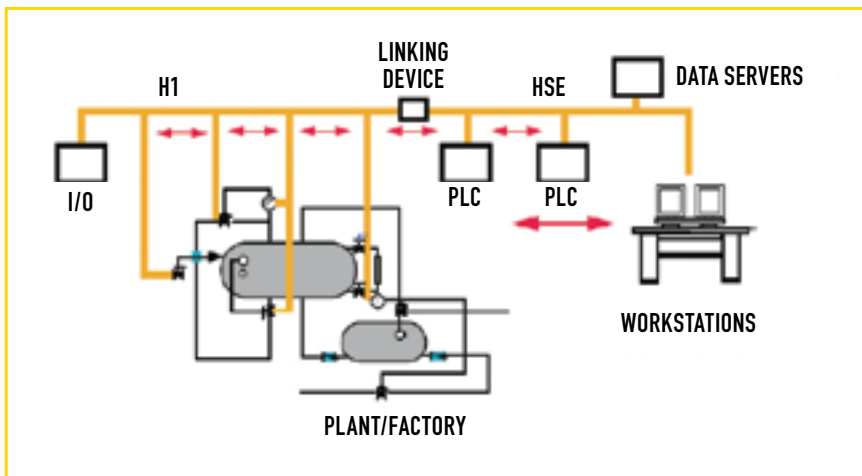 LINKING
DEVICE
H1
HSE
DATA SERVERS
I/O
PLC
PLC
WORKSTATIONS
PLANT/FACTORY